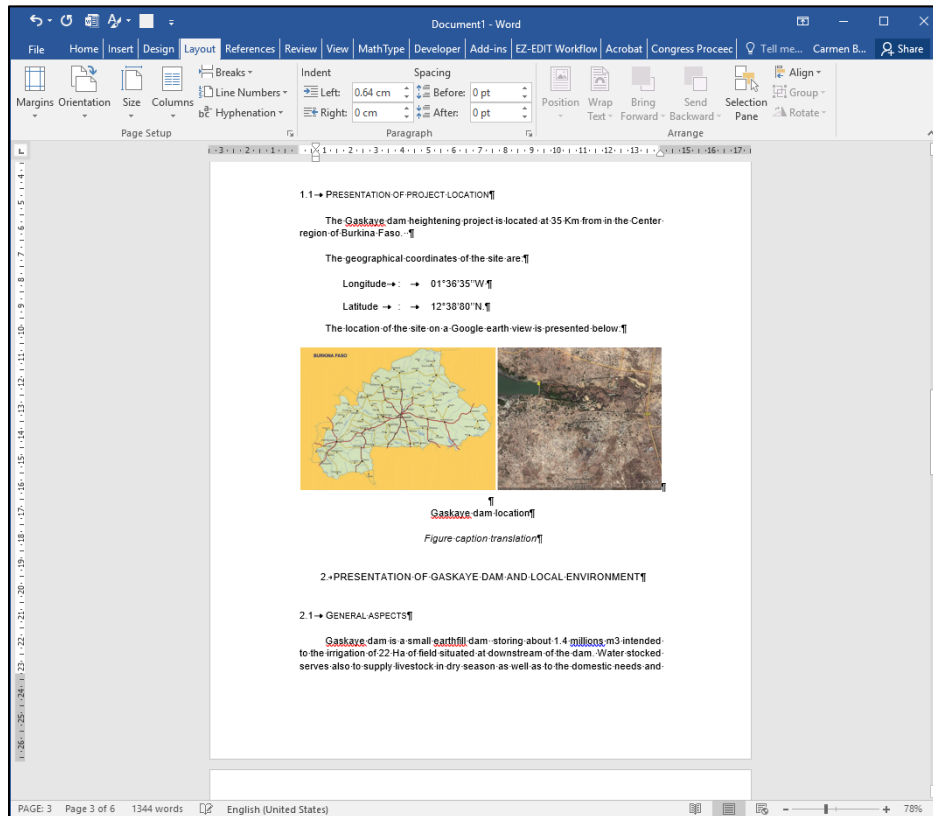 Document1 - Word
File Home Insert Design Layout References Review View MathType Developer Add-ins EZ-EDIT Workflow Acrobat Congress Proceec Tell me... Carmen B... Share
Margins Orientation Size Columns
Breaks
Line Numbers
Hyphenation
Page Setup
Indent Spacing
Left: 0.64 cm Before: 0 pt
Right: 0 cm After: 0 pt
Paragraph
Position Wrap Text Bring Forward Send Backward Selection Pane
Align
Group
Rotate
Arrange
1.1→ PRESENTATION OF PROJECT LOCATION¶
The Gaskaye dam heightening project is located at 35 Km from in the Center
region of Burkina Faso. ¶
The geographical coordinates of the site are:¶
Longitude→ : → 01°36'35"W ¶
Latitude → : → 12°38'80"N.¶
The location of the site on a Google earth view is presented below:¶
BURKINA FASO
¶
¶
Gaskaye dam location¶
Figure caption translation¶
2.→PRESENTATION OF GASKAYE DAM AND LOCAL ENVIRONMENT¶
2.1→ GENERAL ASPECTS¶
Gaskaye dam is a small earthfill dam storing about 1.4 millions m3 intended
to the irrigation of 22 Ha of field situated at downstream of the dam. Water stocked
serves also to supply livestock in dry season as well as to the domestic needs and
PAGE: 3 Page 3 of 6 1344 words English (United States) 78%